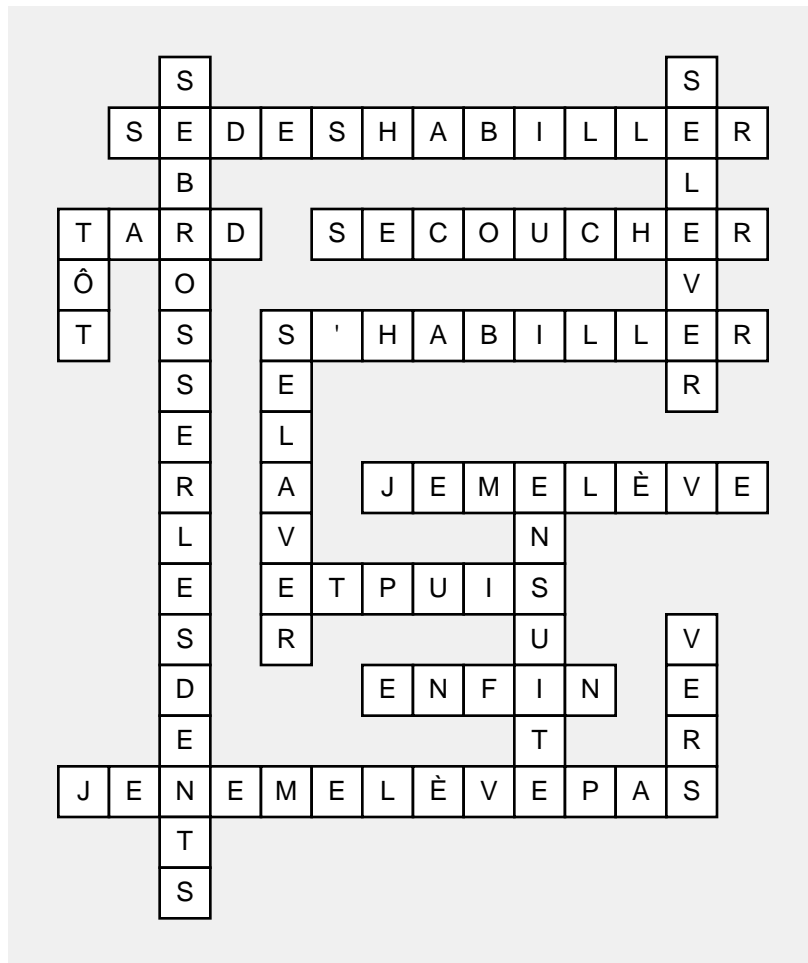 SEBROSSERLESDENTS
SELEVER
SEDESHABILLER
TARD
TÔT
SECOUCHER
S'HABILLER
SELAVER
JEMELÈVE
ENSUITE
ETPUIS
VERS
ENFIN
JENEMELÈVEPAS